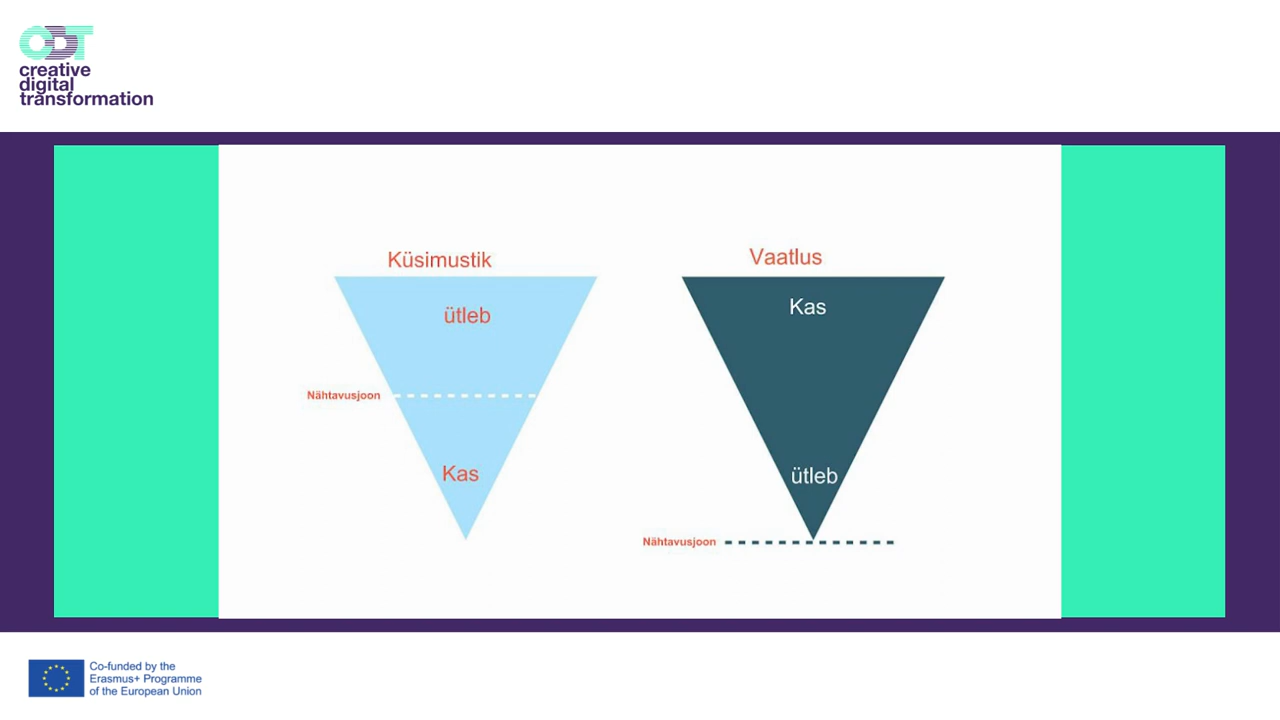 CDT
creative
digital
transformation
Küsimustik
ütleb
Nähtavusjoon
Kas
Vaatlus
Kas
ütleb
Nähtavusjoon
Co-funded by the
Erasmus+ Programme
of the European Union